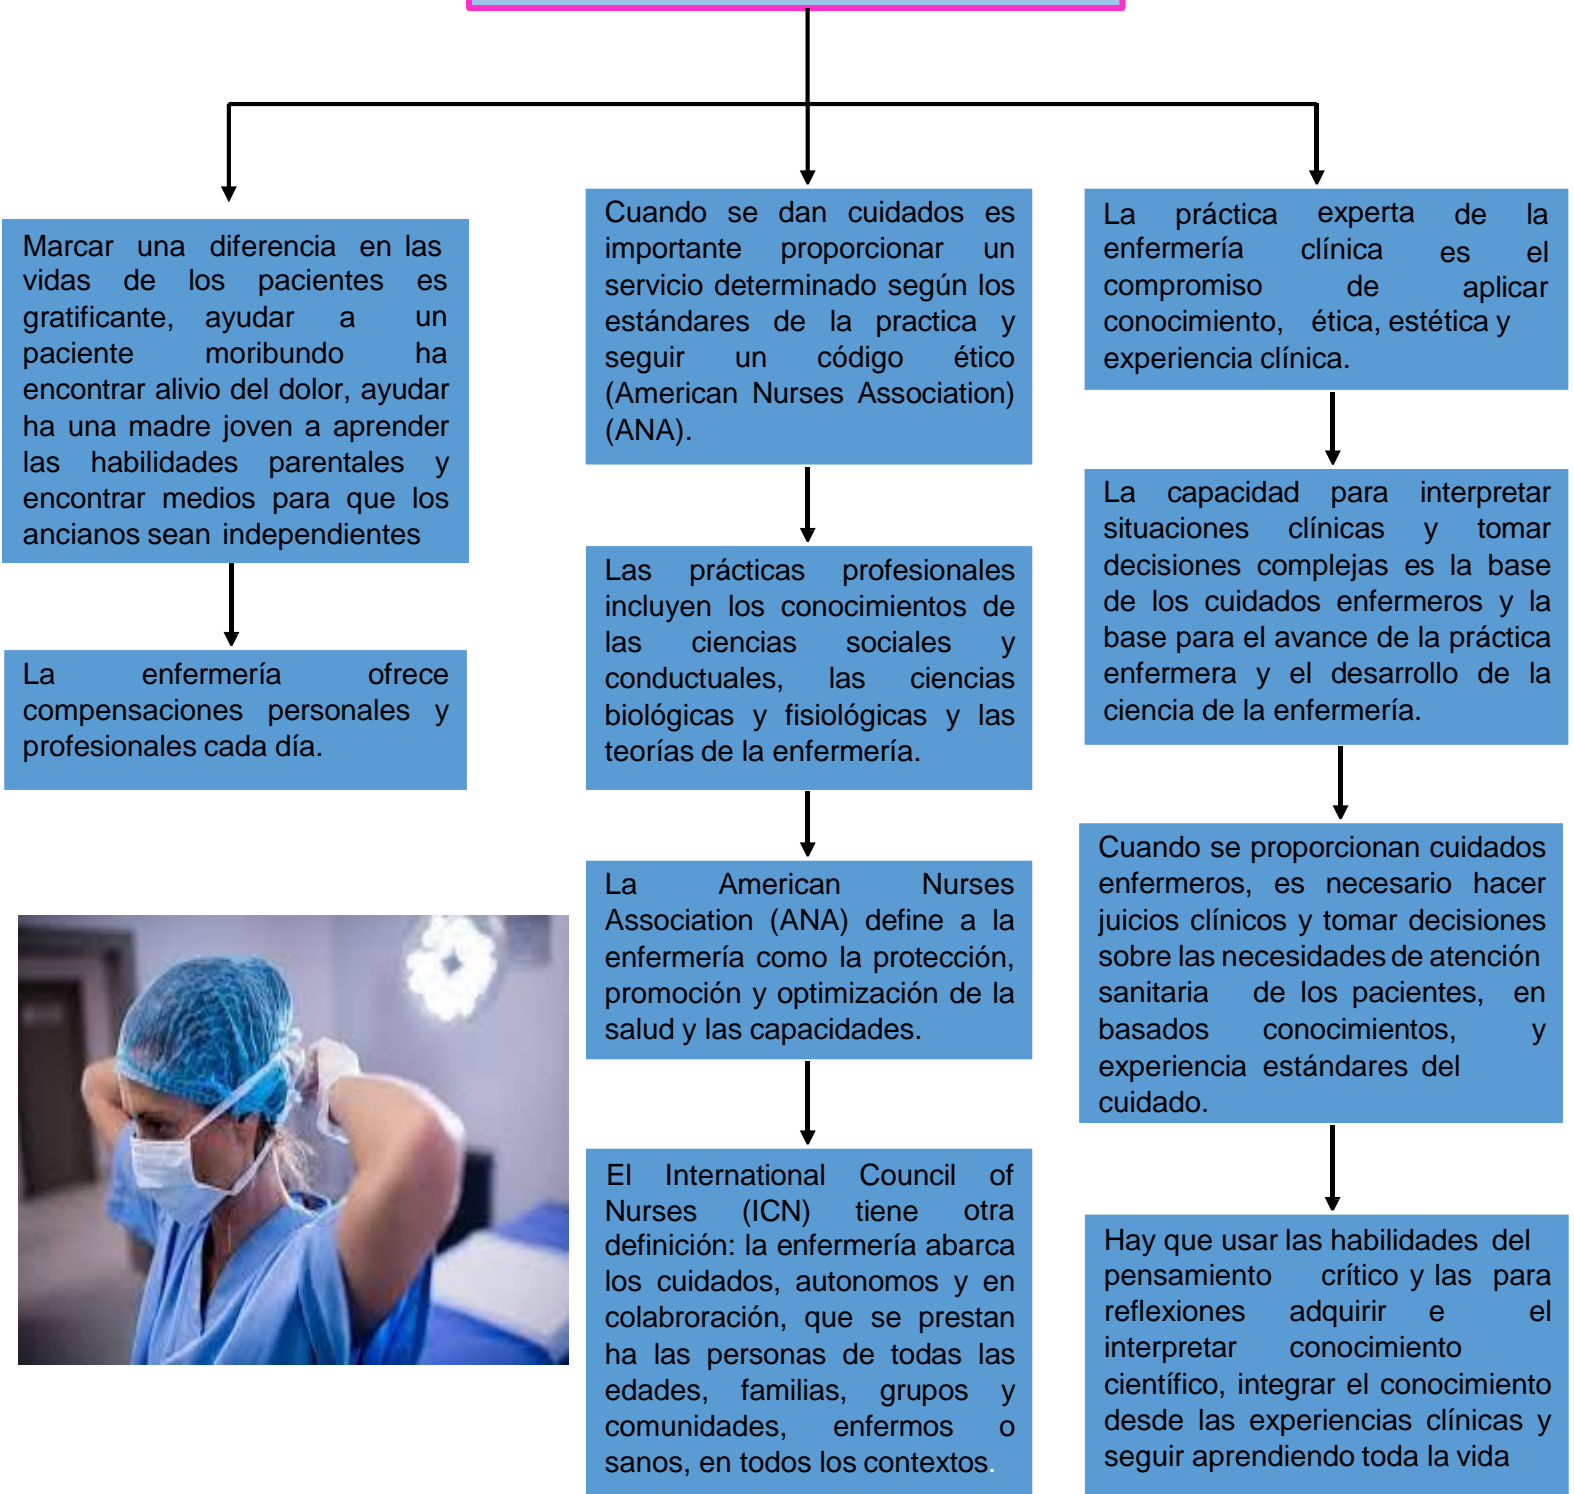 Marcar una diferencia en las
vidas de los pacientes es
gratificante, ayudar a un
paciente moribundo ha
encontrar alivio del dolor, ayudar
ha una madre joven a aprender
las habilidades parentales y
encontrar medios para que los
ancianos sean independientes
La enfermería ofrece
compensaciones personales y
profesionales cada día.
Cuando se dan cuidados es
importante proporcionar un
servicio determinado según los
estándares de la practica y
seguir un código ético
(American Nurses Association)
(ANA).
Las prácticas profesionales
incluyen los conocimientos de
las ciencias sociales y
conductuales, las ciencias
biológicas y fisiológicas y las
teorías de la enfermería.
La American Nurses
Association (ANA) define a la
enfermería como la protección,
promoción y optimización de la
salud y las capacidades.
El International Council of
Nurses (ICN) tiene otra
definición: la enfermería abarca
los cuidados, autonomos y en
colabroración, que se prestan
ha las personas de todas las
edades, familias, grupos y
comunidades, enfermos o
sanos, en todos los contextos.
La práctica experta de la
enfermería clínica es el
compromiso de aplicar
conocimiento, ética, estética y
experiencia clínica.
La capacidad para interpretar
situaciones clínicas y tomar
decisiones complejas es la base
de los cuidados enfermeros y la
base para el avance de la práctica
enfermera y el desarrollo de la
ciencia de la enfermería.
Cuando se proporcionan cuidados
enfermeros, es necesario hacer
juicios clínicos y tomar decisiones
sobre las necesidades de atención
sanitaria de los pacientes, en
basados conocimientos, y
experiencia estándares del
cuidado.
Hay que usar las habilidades del
pensamiento crítico y las para
reflexiones adquirir e el
interpretar conocimiento
científico, integrar el conocimiento
desde las experiencias clínicas y
seguir aprendiendo toda la vida